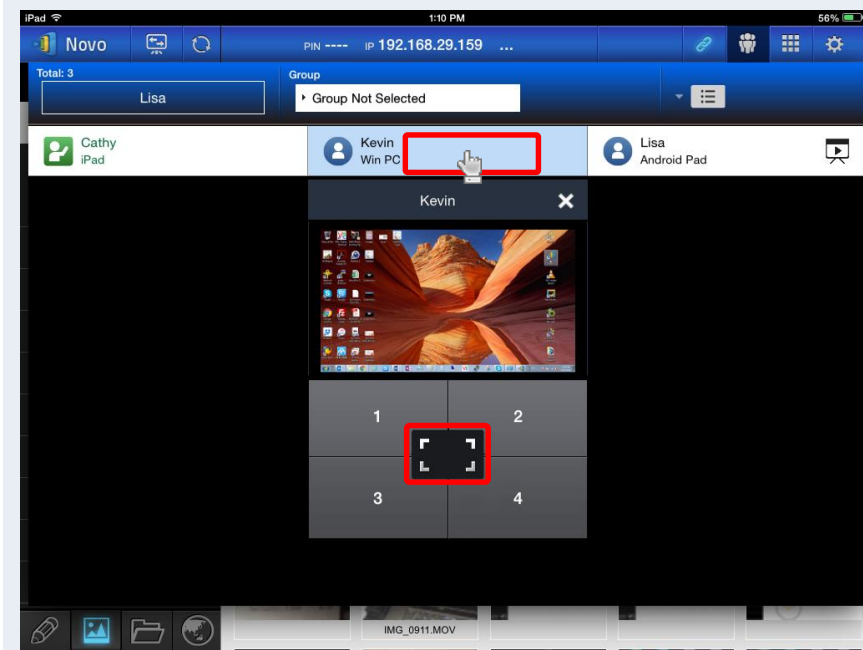 iPad 1:10 PM 56%
Novo PIN ---- IP 192.168.29.159 ...
Total: 3 Group
Lisa Group Not Selected
Cathy Kevin Lisa
iPad Win PC Android Pad
Kevin
1 2
3 4
IMG_0911.MOV